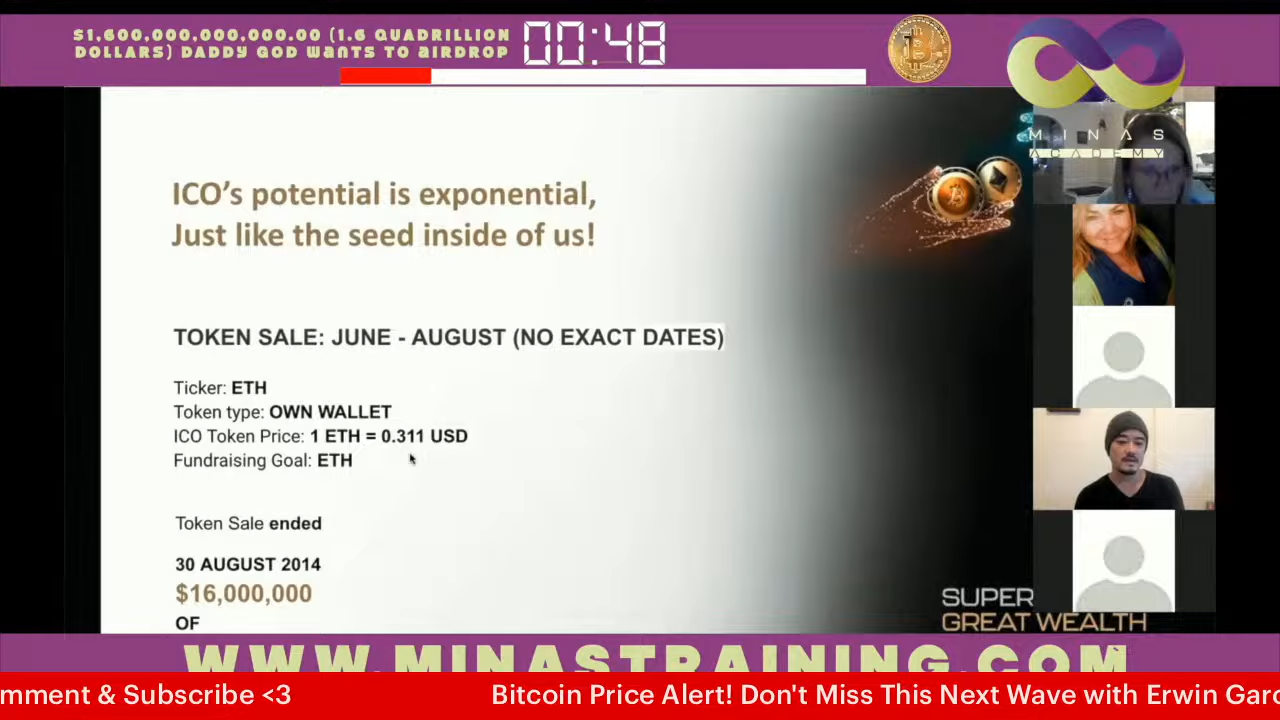 $1,600,000,000,000.00 (1.6 QUADRILLION
DOLLARS) DADDY GOD WANTS TO AIRDROP
00:48
MINAS
ACADEMY
ICO's potential is exponential,
Just like the seed inside of us!
TOKEN SALE: JUNE - AUGUST (NO EXACT DATES)
Ticker: ETH
Token type: OWN WALLET
ICO Token Price: 1 ETH = 0.311 USD
Fundraising Goal: ETH
Token Sale ended
30 AUGUST 2014
$16,000,000
OF
SUPER
GREAT WEALTH
WWW.MINASTRAINING.COM
mment & Subscribe <3 Bitcoin Price Alert! Don't Miss This Next Wave with Erwin Garc